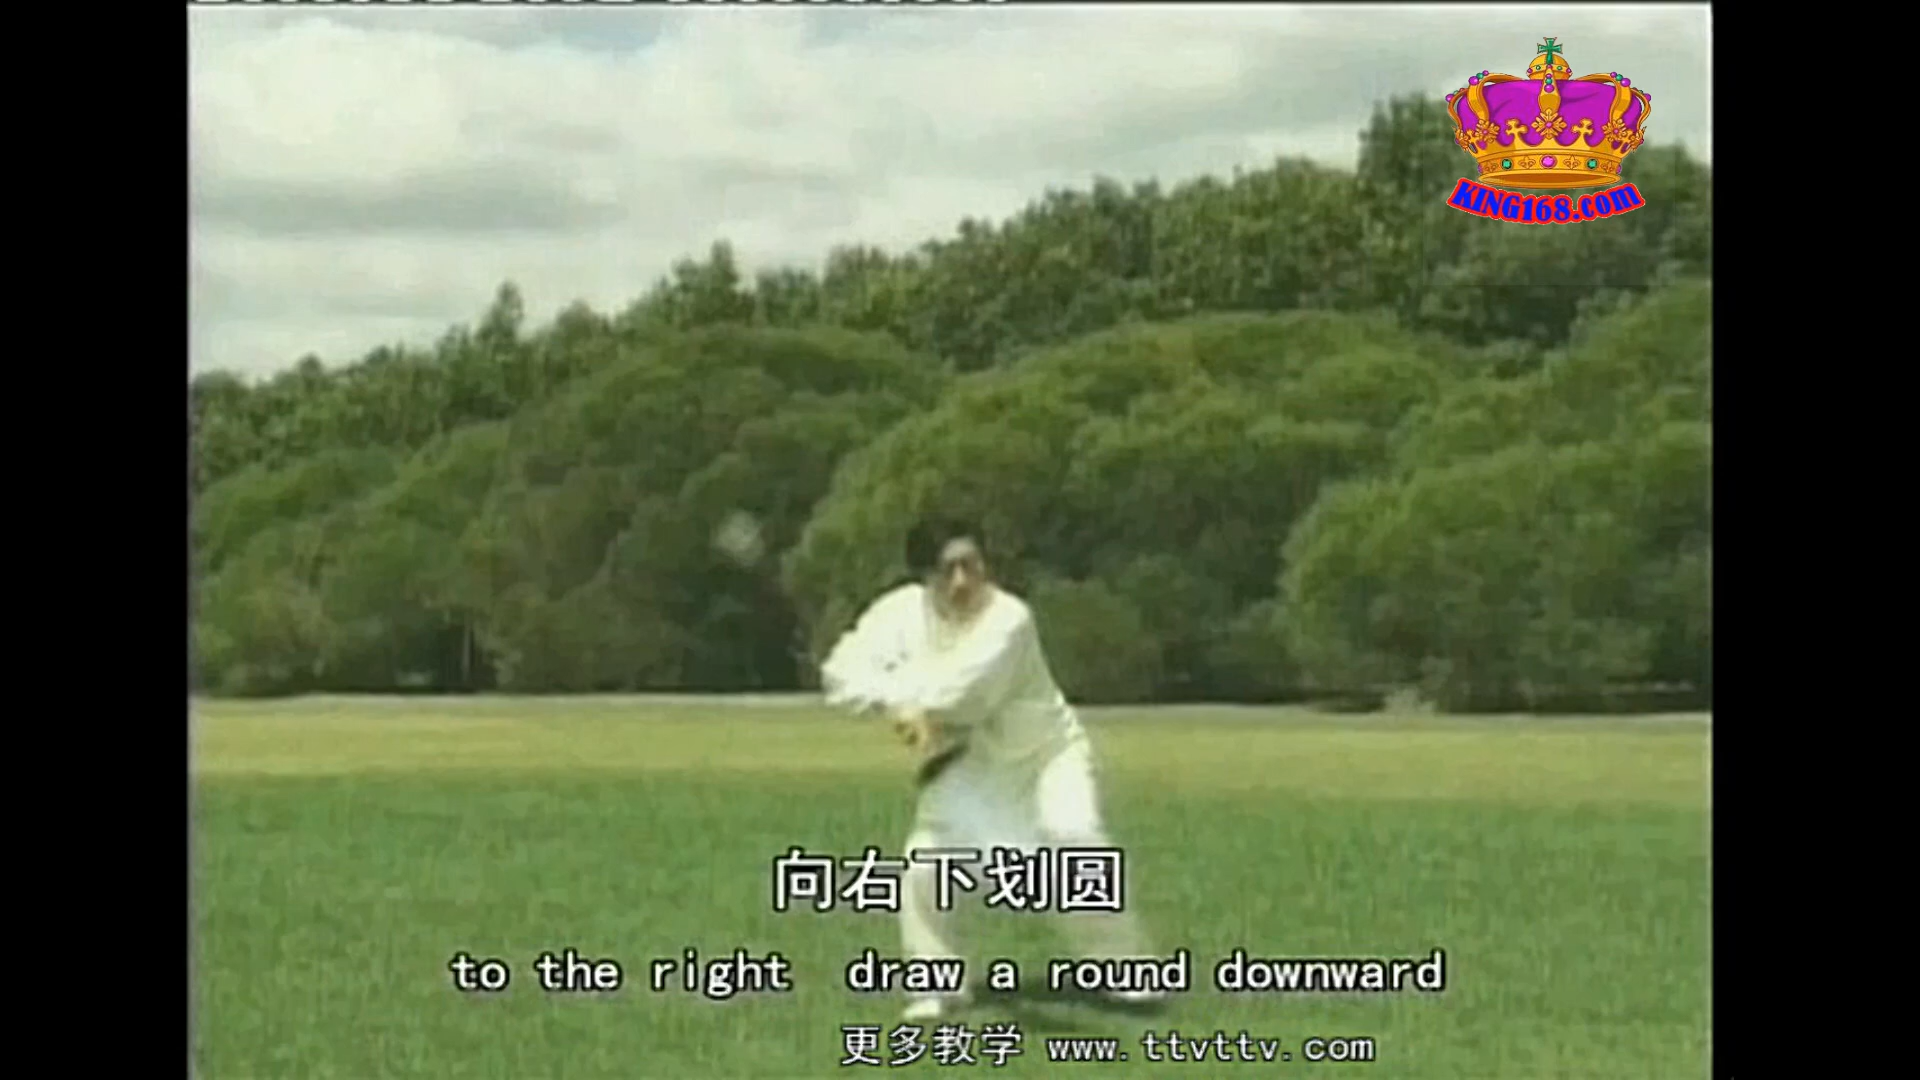 KING168.com
向右下划圆
to the right draw a round downward
更多教学 www.ttvttv.com